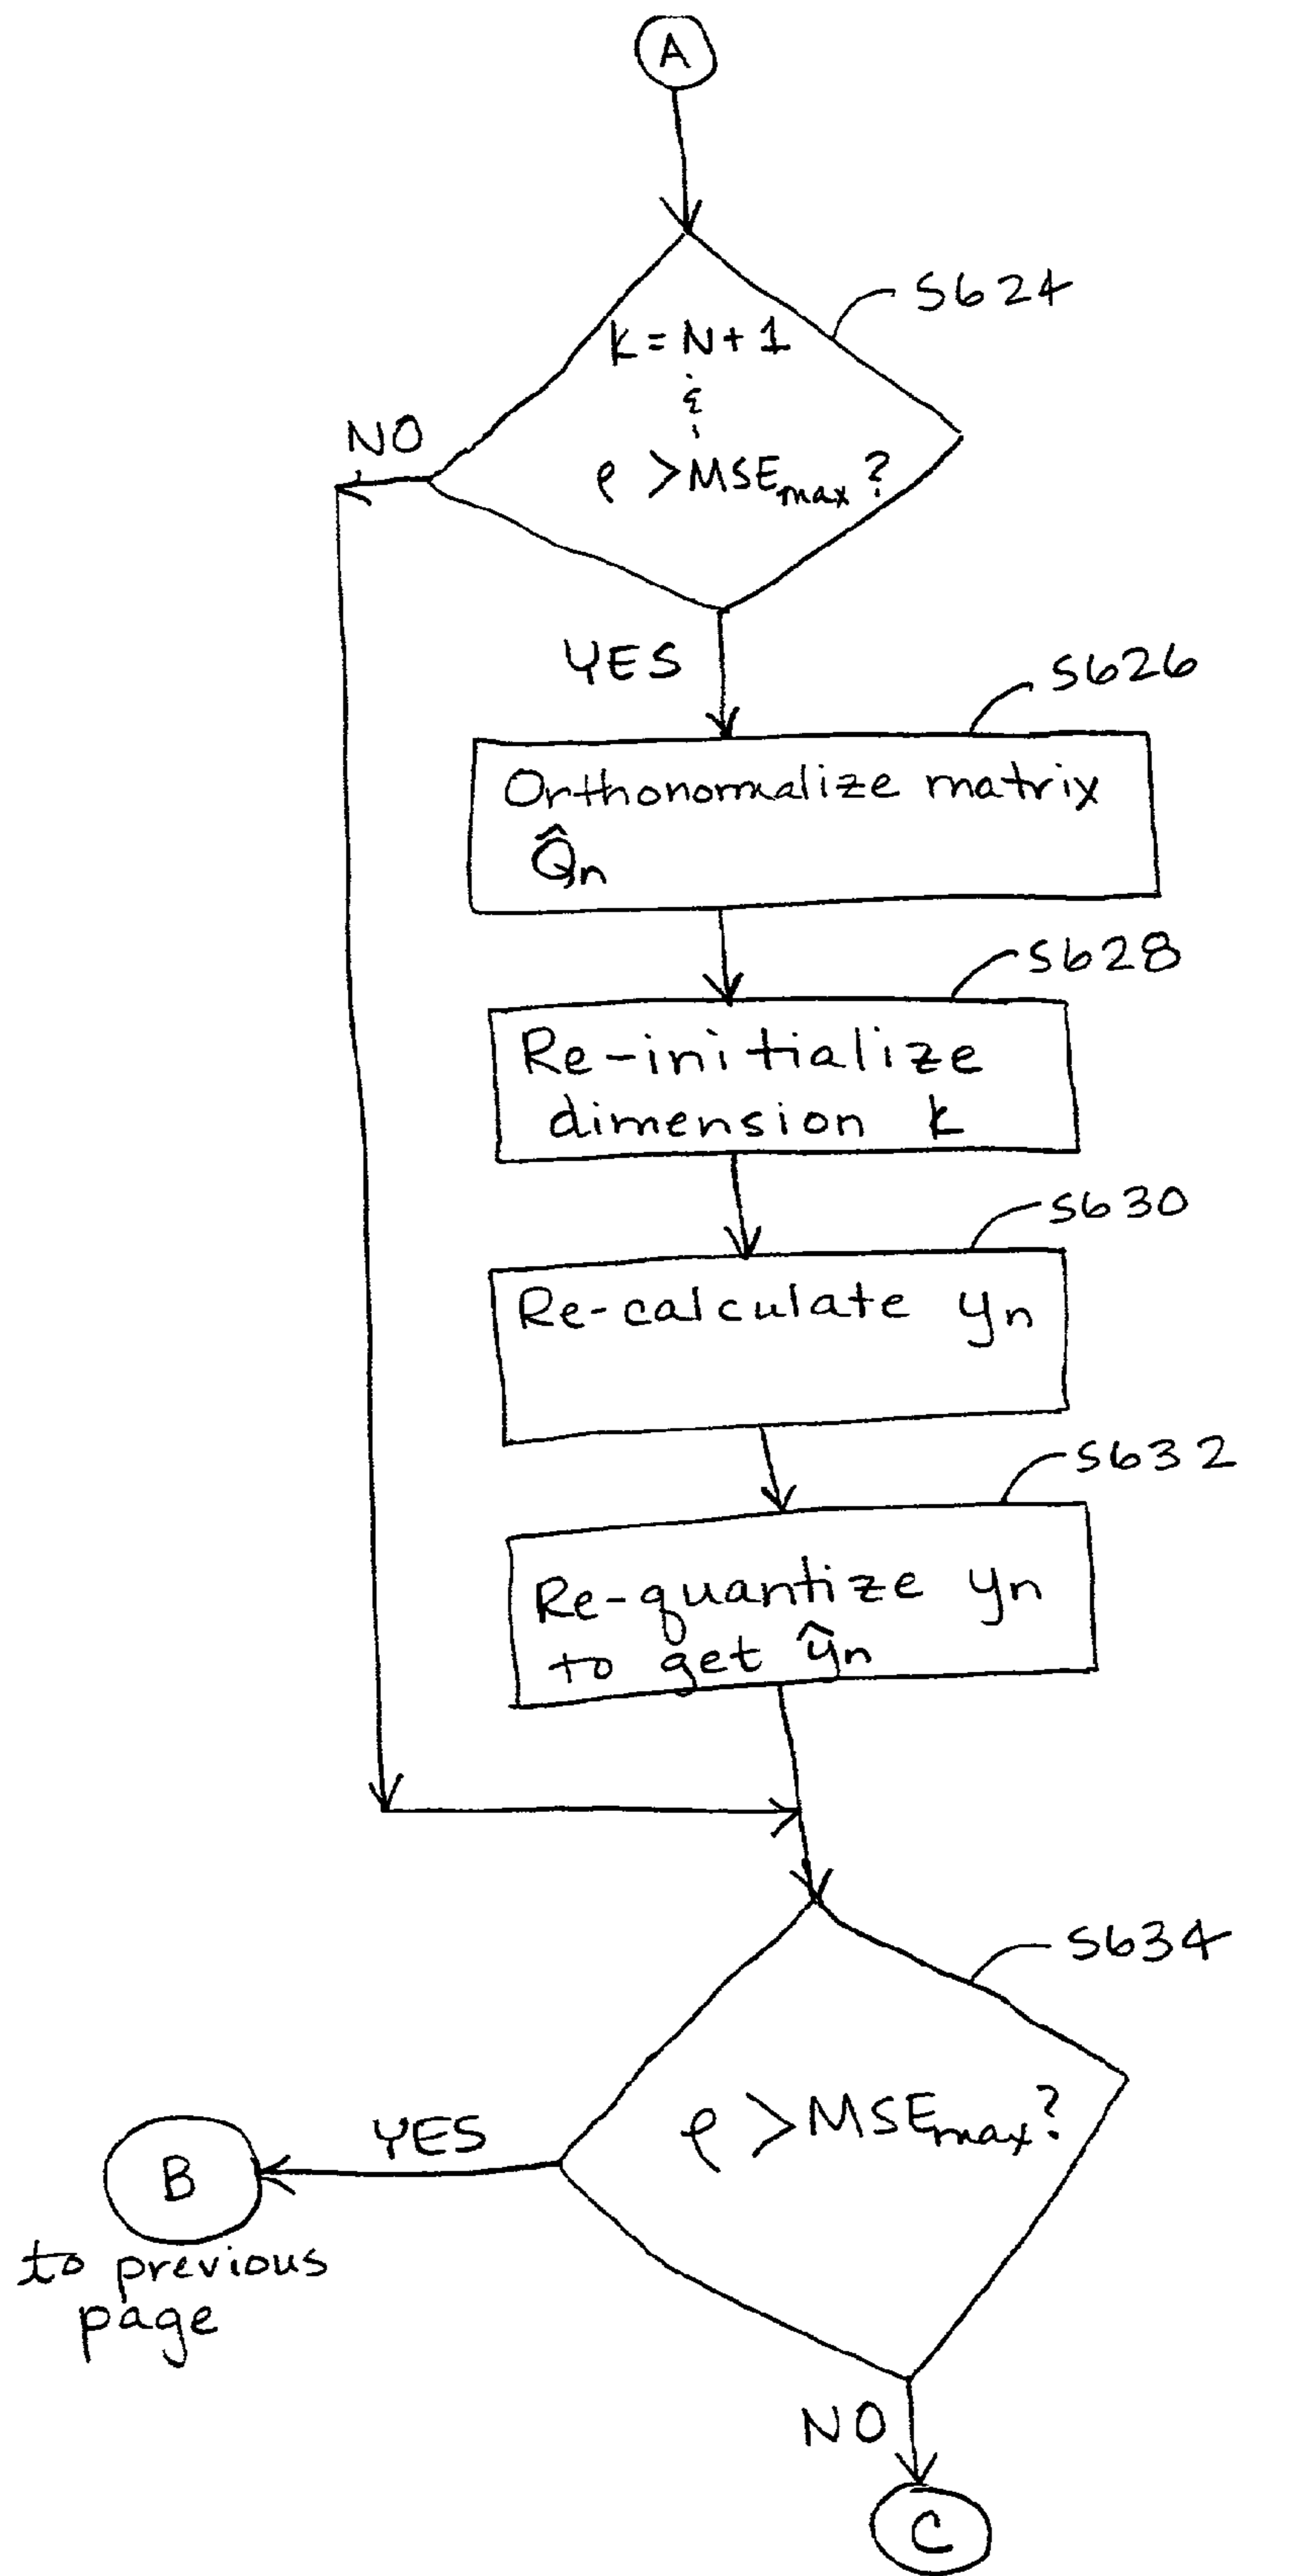 A
S624
k = N + 1
&
ρ > MSEmax ?
NO
YES
S626
Orthonormalize matrix
Q̂n
S628
Re-initialize
dimension k
S630
Re-calculate yn
S632
Re-quantize yn
to get ŷn
S634
ρ > MSEmax ?
YES
B
to previous
page
NO
C